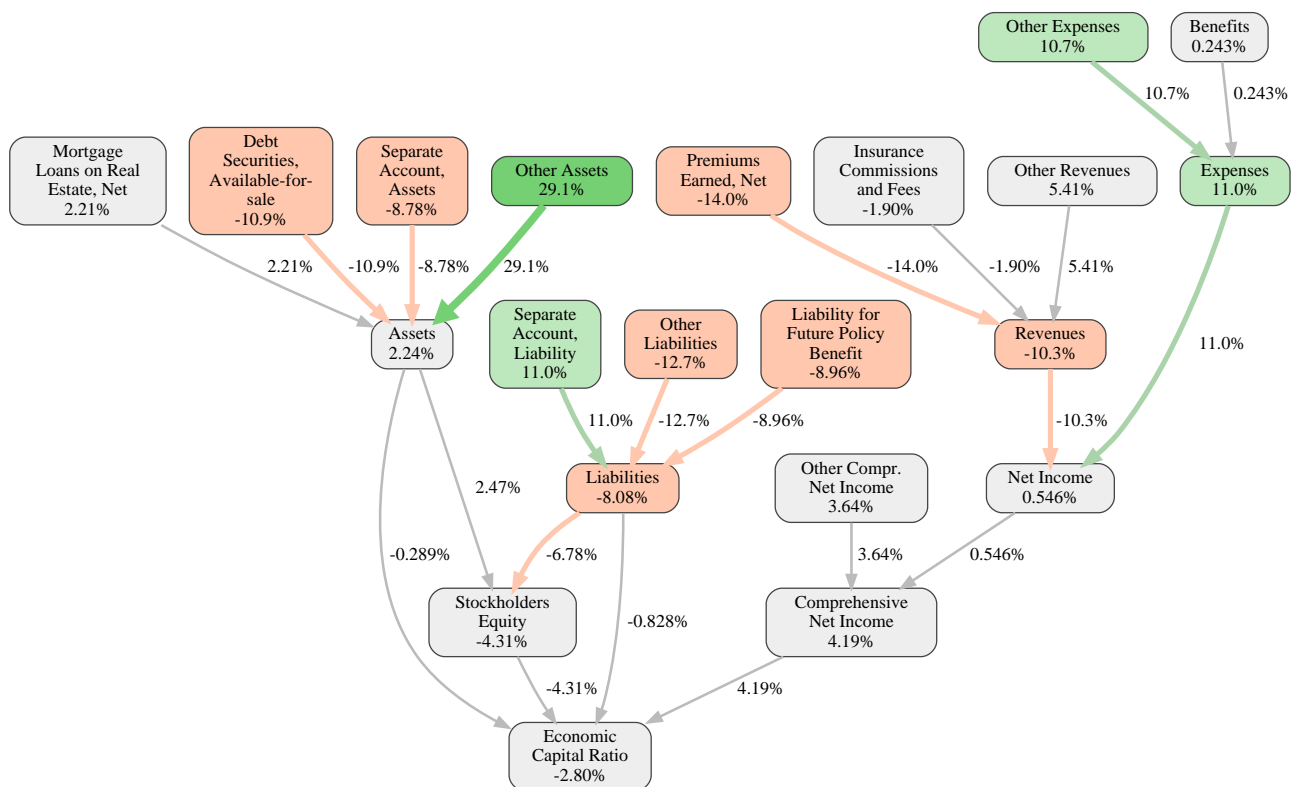 Other Expenses
10.7%
Benefits
0.243%
10.7%
0.243%
Mortgage
Loans on Real
Estate, Net
2.21%
Debt
Securities,
Available-for-
sale
-10.9%
Separate
Account,
Assets
-8.78%
Other Assets
29.1%
Premiums
Earned, Net
-14.0%
Insurance
Commissions
and Fees
-1.90%
Other Revenues
5.41%
Expenses
11.0%
2.21%
-10.9%
-8.78%
29.1%
-14.0%
-1.90%
5.41%
Assets
2.24%
Separate
Account,
Liability
11.0%
Other
Liabilities
-12.7%
Liability for
Future Policy
Benefit
-8.96%
Revenues
-10.3%
11.0%
11.0%
-12.7%
-8.96%
-10.3%
2.47%
Liabilities
-8.08%
Other Compr.
Net Income
3.64%
Net Income
0.546%
-0.289%
-6.78%
3.64%
0.546%
Stockholders
Equity
-4.31%
-0.828%
Comprehensive
Net Income
4.19%
-4.31%
4.19%
Economic
Capital Ratio
-2.80%